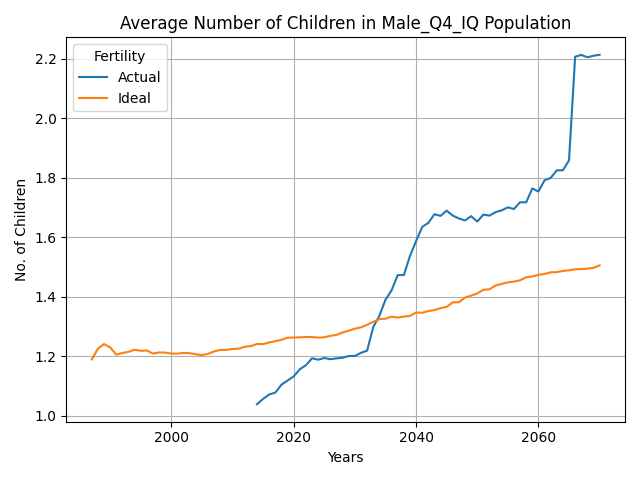 Average Number of Children in Male_Q4_IQ Population
Fertility
Actual
Ideal
No. of Children
2.2
2.0
1.8
1.6
1.4
1.2
1.0
2000 2020 2040 2060
Years